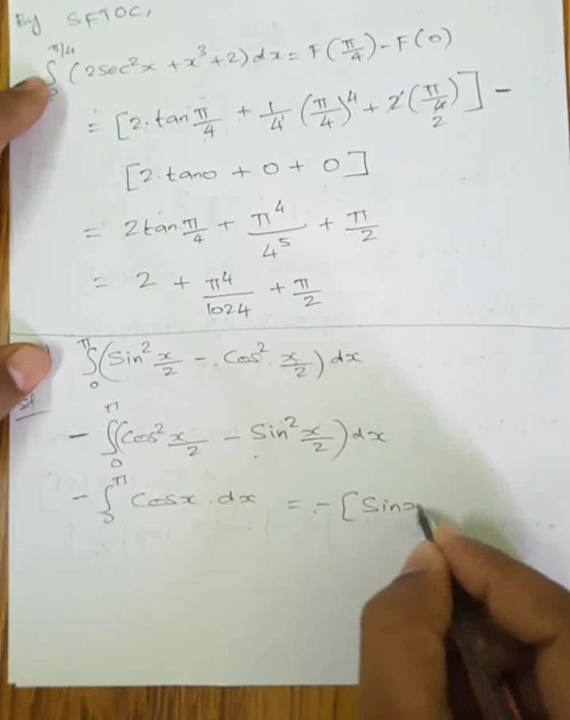 By SFTOC,
∫₀^π/4 (2sec²x + x³ + 2) dx = F(π/4) - F(0)
= [2·tan π/4 + 1/4 (π/4)⁴ + 2(π/4)] -
2
[2·tan0 + 0 + 0]
= 2tan π/4 + π⁴/4⁵ + π/2
= 2 + π⁴/1024 + π/2
∫₀^π (Sin² x/2 - Cos² x/2) dx
Sol
- ∫₀^π (Cos² x/2 - Sin² x/2) dx
- ∫₀^π Cosx·dx = - [Sinx